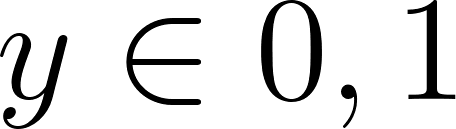 y ∈ 0, 1